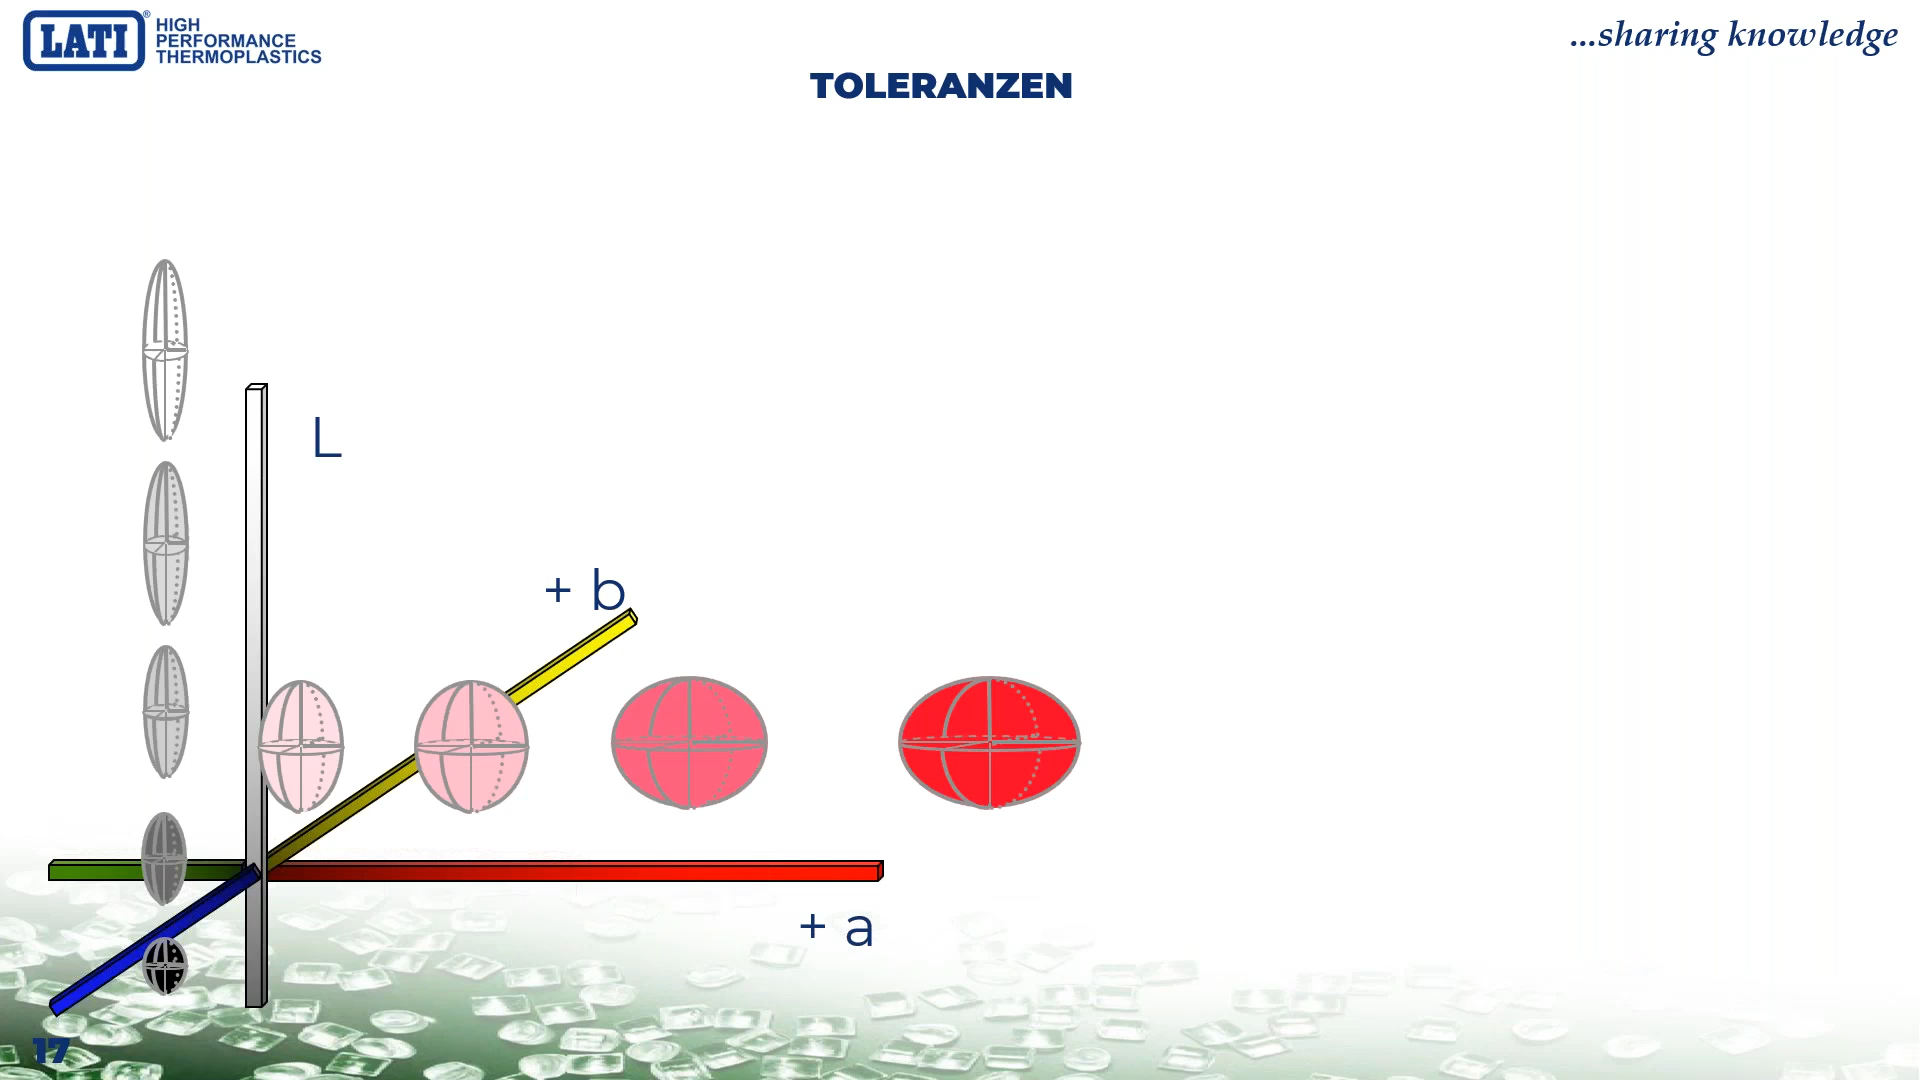 LATI®
HIGH
PERFORMANCE
THERMOPLASTICS
...sharing knowledge
TOLERANZEN
L
+ b
+ a
17